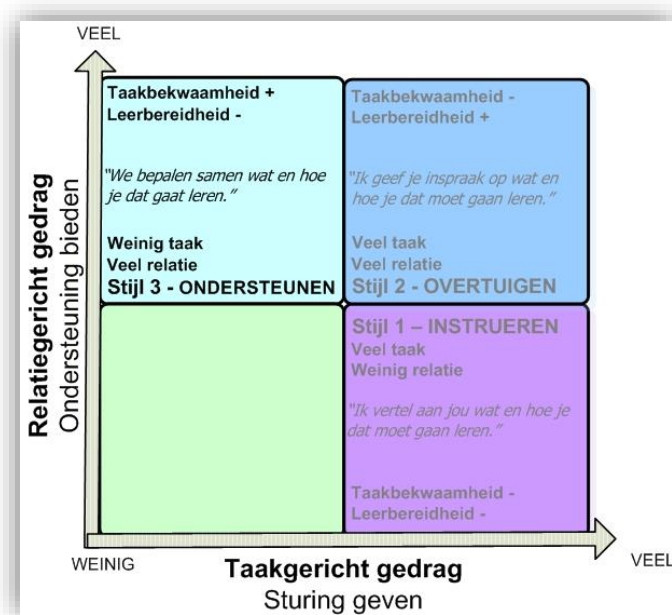 VEEL
Relatiegericht gedrag
Ondersteuning bieden
Taakbekwaamheid +
Leerbereidheid -
"We bepalen samen wat en hoe
je dat gaat leren."
Weinig taak
Veel relatie
Stijl 3 - ONDERSTEUNEN
Taakbekwaamheid -
Leerbereidheid +
"Ik geef je inspraak op wat en
hoe je dat moet gaan leren."
Veel taak
Veel relatie
Stijl 2 - OVERTUIGEN
Stijl 1 – INSTRUEREN
Veel taak
Weinig relatie
"Ik vertel aan jou wat en hoe je
dat moet gaan leren."
Taakbekwaamheid -
Leerbereidheid -
WEINIG
Taakgericht gedrag
Sturing geven
VEEL